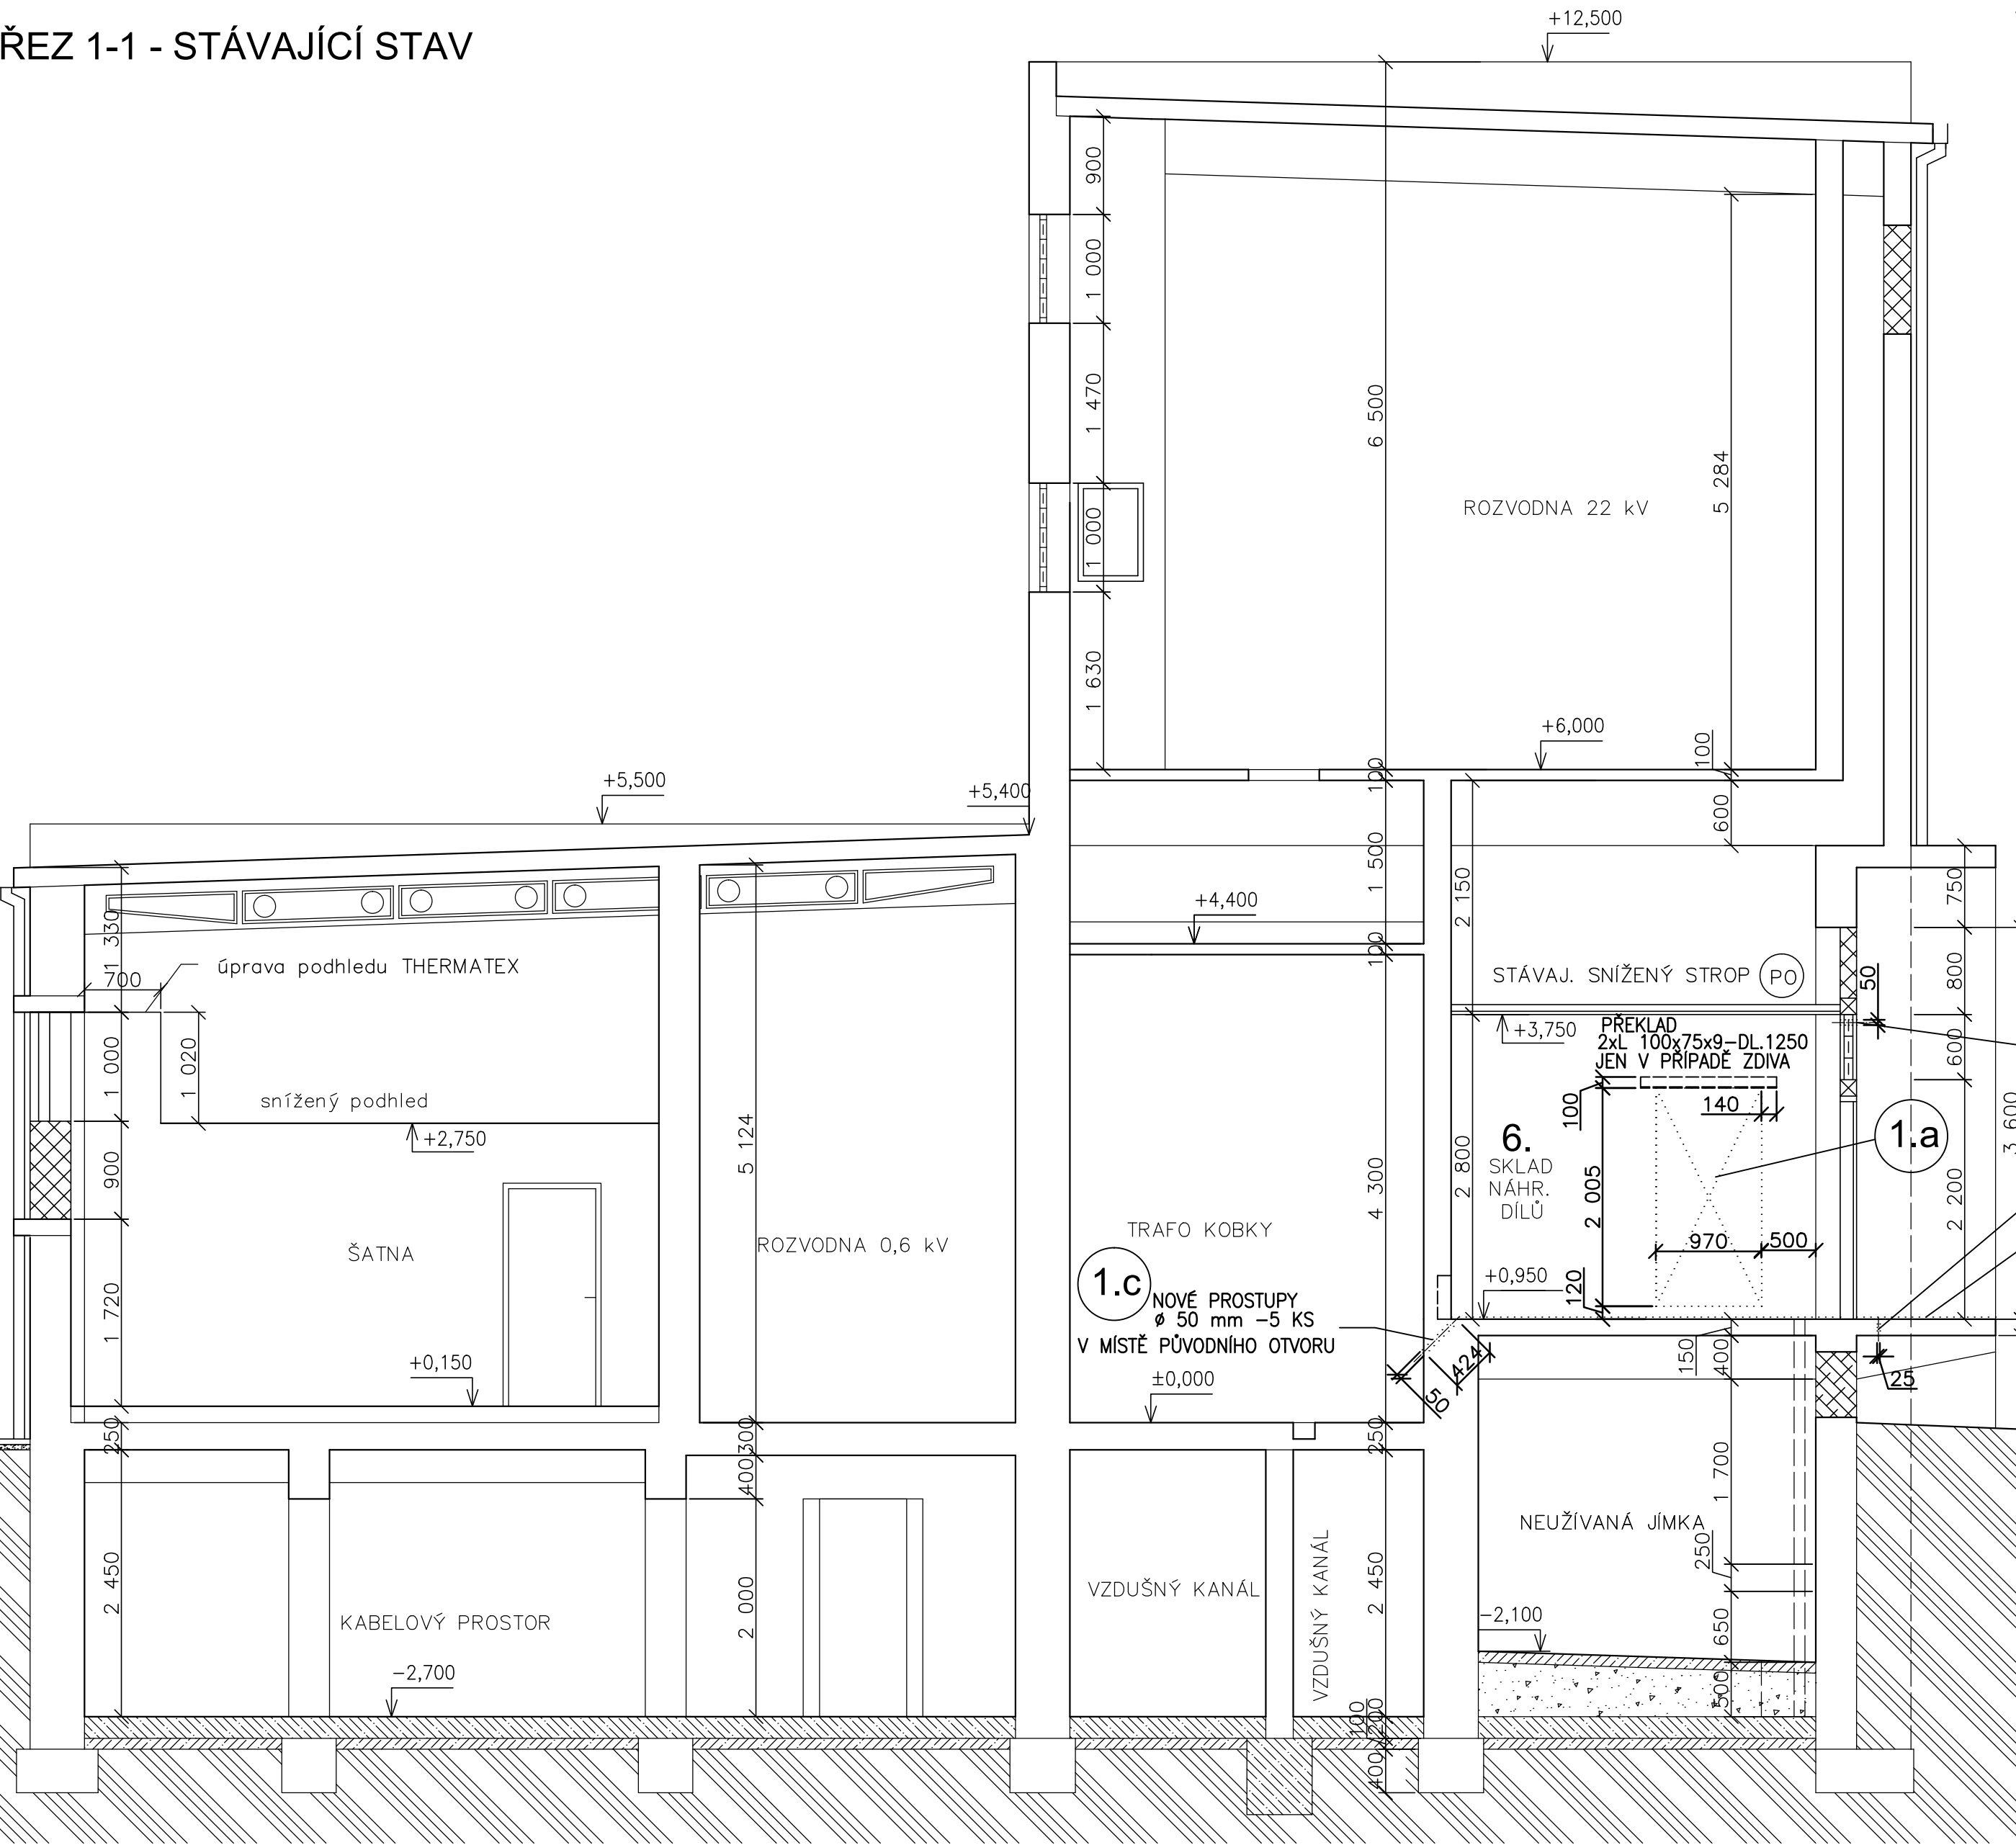 ŘEZ 1-1 - STÁVAJÍCÍ STAV
+12,500
900
1 000
1 470
1 000
1 630
6 500
5 284
ROZVODNA 22 kV
+6,000
100
600
100
+5,500
+5,400
1 330
700
úprava podhledu THERMATEX
1 000
1 020
snížený podhled
+2,750
900
ŠATNA
1 720
+0,150
250
2 450
KABELOVÝ PROSTOR
-2,700
5 124
ROZVODNA 0,6 kV
300
400
2 000
1 500
+4,400
100
4 300
TRAFO KOBKY
1.c
NOVÉ PROSTUPY
ø 50 mm -5 KS
V MÍSTĚ PŮVODNÍHO OTVORU
±0,000
250
2 450
VZDUŠNÝ KANÁL
VZDUŠNÝ KANÁL
100
200
400
2 150
STÁVAJ. SNÍŽENÝ STROP
PO
+3,750
PŘEKLAD
2xL 100x75x9-DL.1250
JEN V PŘÍPADĚ ZDIVA
100
140
2 800
6.
SKLAD
NÁHR.
DÍLŮ
2 005
970
500
120
+0,950
1.a
50
750
800
600
2 200
3 600
424
50
150
400
25
1 700
NEUŽÍVANÁ JÍMKA
250
650
-2,100
500